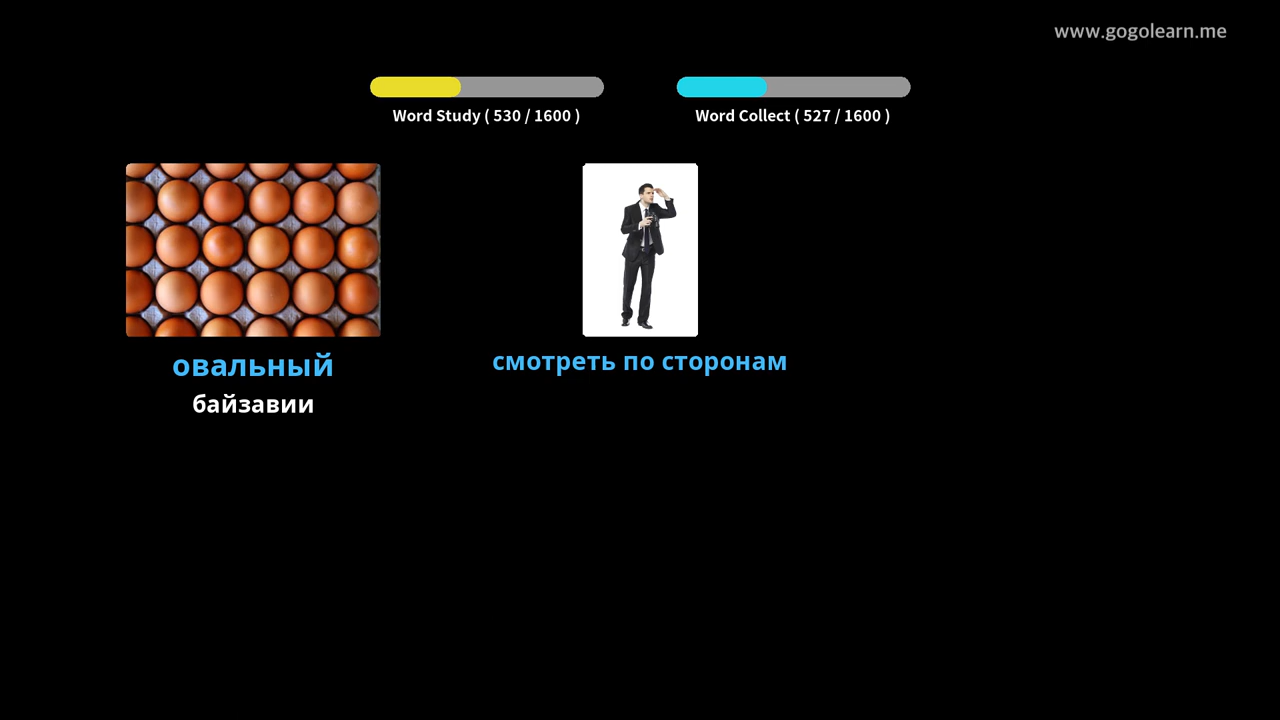 www.gogolearn.me
Word Study ( 530 / 1600 )
Word Collect ( 527 / 1600 )
овальный
байзавии
смотреть по сторонам